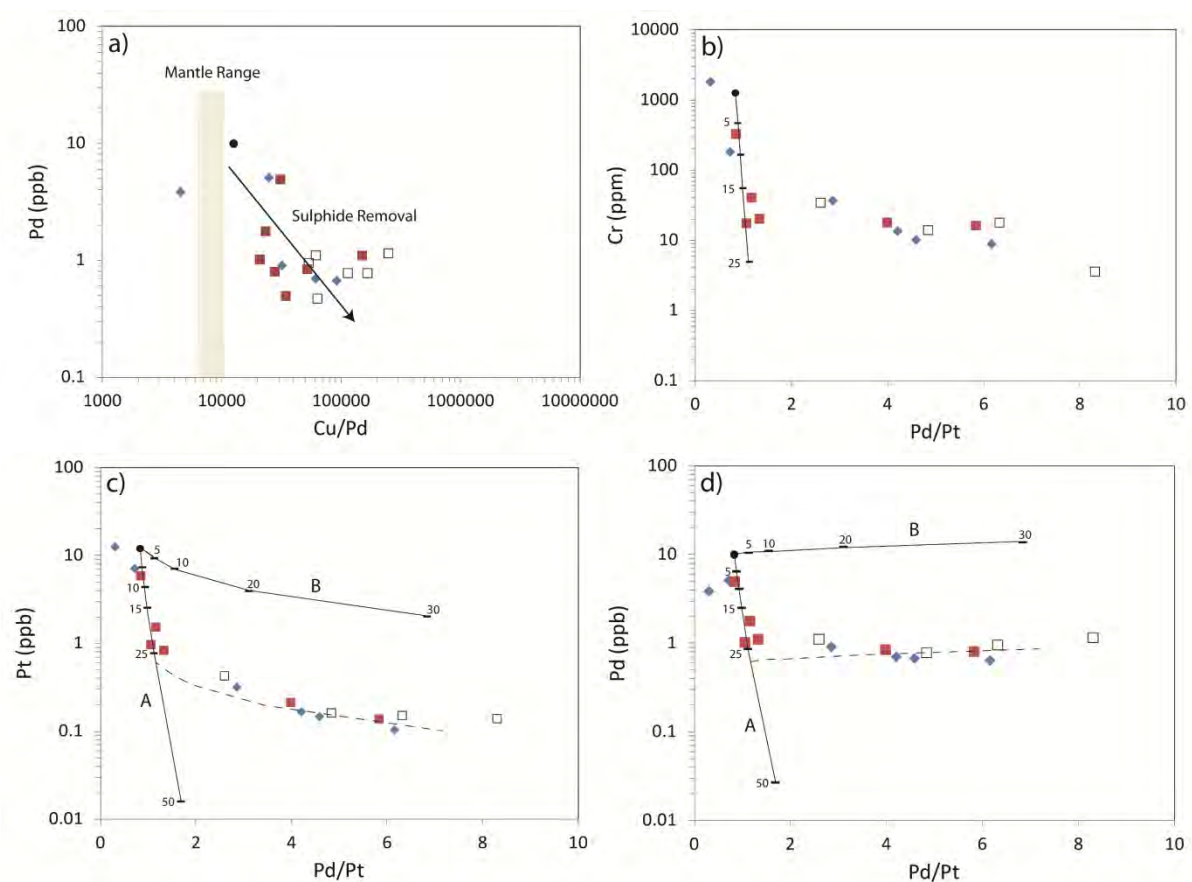 a)
100
10
1
0.1
Pd (ppb)
Mantle Range
Sulphide Removal
1000 10000 100000 1000000 10000000
Cu/Pd
b)
10000
1000
100
10
1
0.1
Cr (ppm)
5
15
25
0 2 4 6 8 10
Pd/Pt
c)
100
10
1
0.1
0.01
Pt (ppb)
5
10
20
30
B
10
15
25
A
50
0 2 4 6 8 10
Pd/Pt
d)
100
10
1
0.1
0.01
Pd (ppb)
5 10 20 30
B
5
15
25
A
50
0 2 4 6 8 10
Pd/Pt